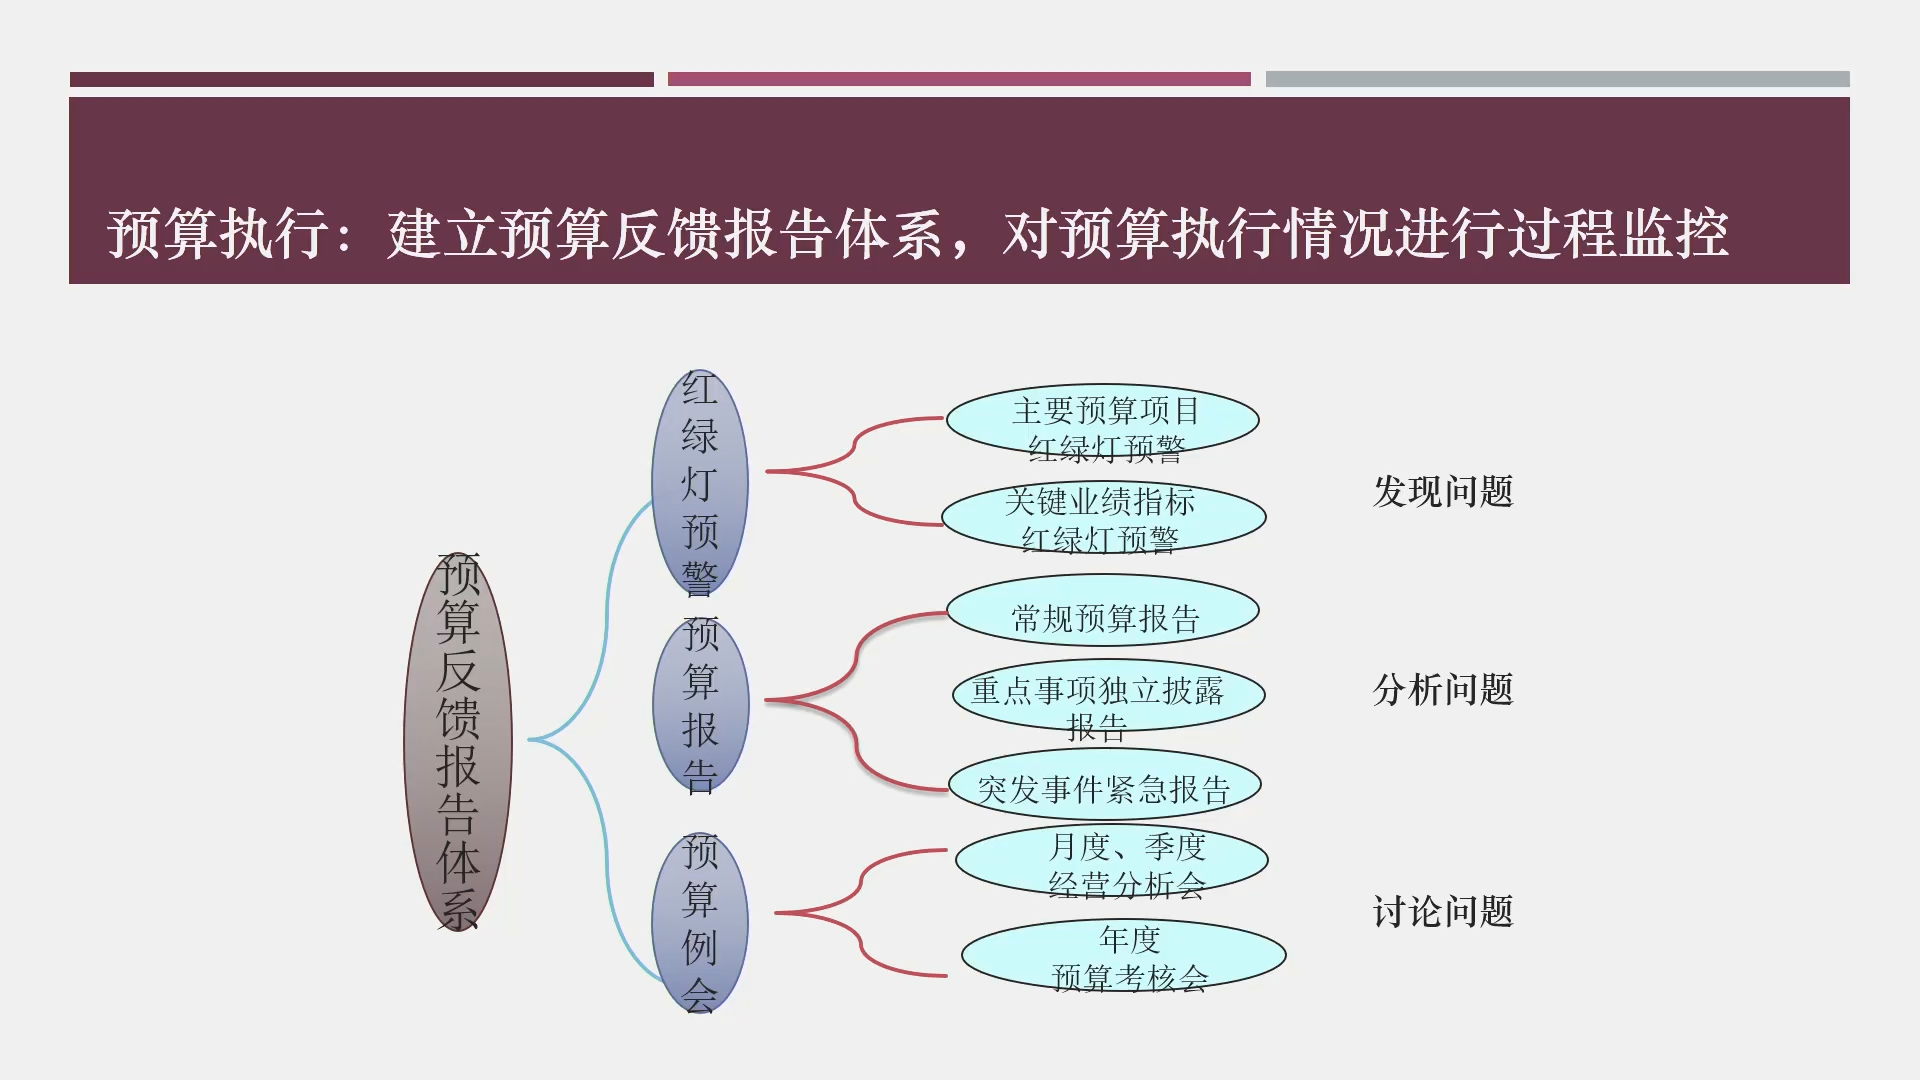 预算执行：建立预算反馈报告体系，对预算执行情况进行过程监控
预算反馈报告体系
红绿灯预警
主要预算项目
红绿灯预警
关键业绩指标
红绿灯预警
发现问题
预算报告
常规预算报告
重点事项独立披露
报告
突发事件紧急报告
分析问题
预算例会
月度、季度
经营分析会
年度
预算考核会
讨论问题